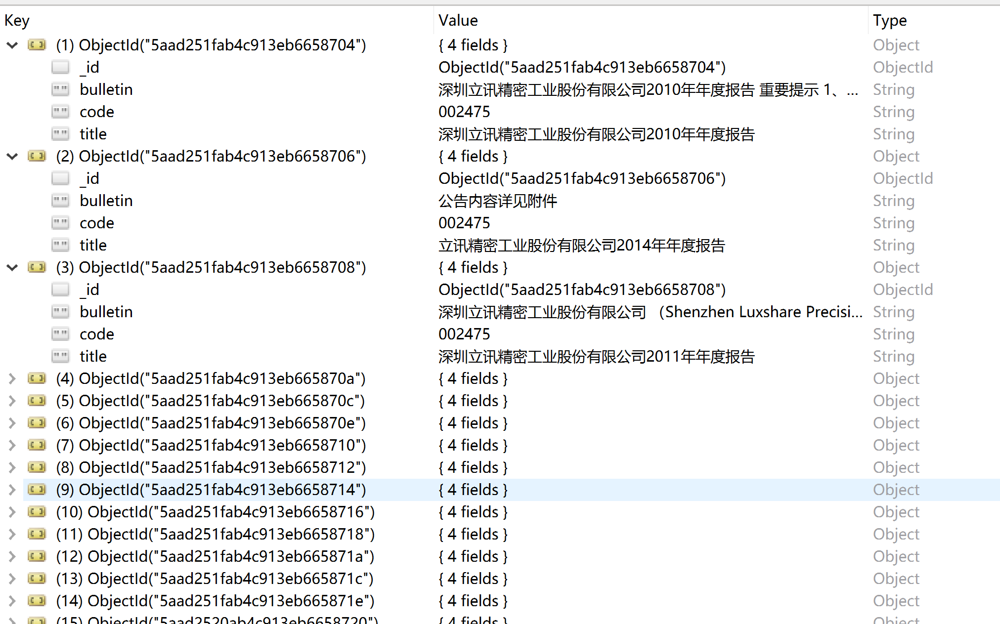 Key Value Type
(1) ObjectId("5aad251fab4c913eb6658704") { 4 fields } Object
_id ObjectId("5aad251fab4c913eb6658704") ObjectId
bulletin 深圳立讯精密工业股份有限公司2010年年度报告 重要提示 1、... String
code 002475 String
title 深圳立讯精密工业股份有限公司2010年年度报告 String
(2) ObjectId("5aad251fab4c913eb6658706") { 4 fields } Object
_id ObjectId("5aad251fab4c913eb6658706") ObjectId
bulletin 公告内容详见附件 String
code 002475 String
title 立讯精密工业股份有限公司2014年年度报告 String
(3) ObjectId("5aad251fab4c913eb6658708") { 4 fields } Object
_id ObjectId("5aad251fab4c913eb6658708") ObjectId
bulletin 深圳立讯精密工业股份有限公司 （Shenzhen Luxshare Precisi... String
code 002475 String
title 深圳立讯精密工业股份有限公司2011年年度报告 String
(4) ObjectId("5aad251fab4c913eb665870a") { 4 fields } Object
(5) ObjectId("5aad251fab4c913eb665870c") { 4 fields } Object
(6) ObjectId("5aad251fab4c913eb665870e") { 4 fields } Object
(7) ObjectId("5aad251fab4c913eb6658710") { 4 fields } Object
(8) ObjectId("5aad251fab4c913eb6658712") { 4 fields } Object
(9) ObjectId("5aad251fab4c913eb6658714") { 4 fields } Object
(10) ObjectId("5aad251fab4c913eb6658716") { 4 fields } Object
(11) ObjectId("5aad251fab4c913eb6658718") { 4 fields } Object
(12) ObjectId("5aad251fab4c913eb665871a") { 4 fields } Object
(13) ObjectId("5aad251fab4c913eb665871c") { 4 fields } Object
(14) ObjectId("5aad251fab4c913eb665871e") { 4 fields } Object
(15) ObjectId("5aad2520ab4c913eb6658720") { 4 fields } Object